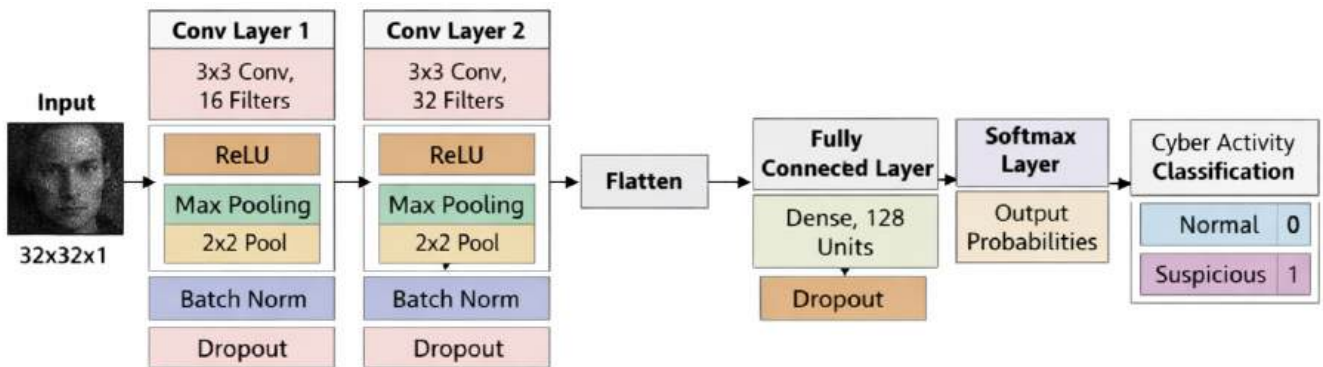 Input
32x32x1
Conv Layer 1
3x3 Conv,
16 Filters
ReLU
Max Pooling
2x2 Pool
Batch Norm
Dropout
Conv Layer 2
3x3 Conv,
32 Filters
ReLU
Max Pooling
2x2 Pool
Batch Norm
Dropout
Flatten
Fully
Conneced Layer
Dense, 128
Units
Dropout
Softmax
Layer
Output
Probabilities
Cyber Activity
Classification
Normal 0
Suspicious 1